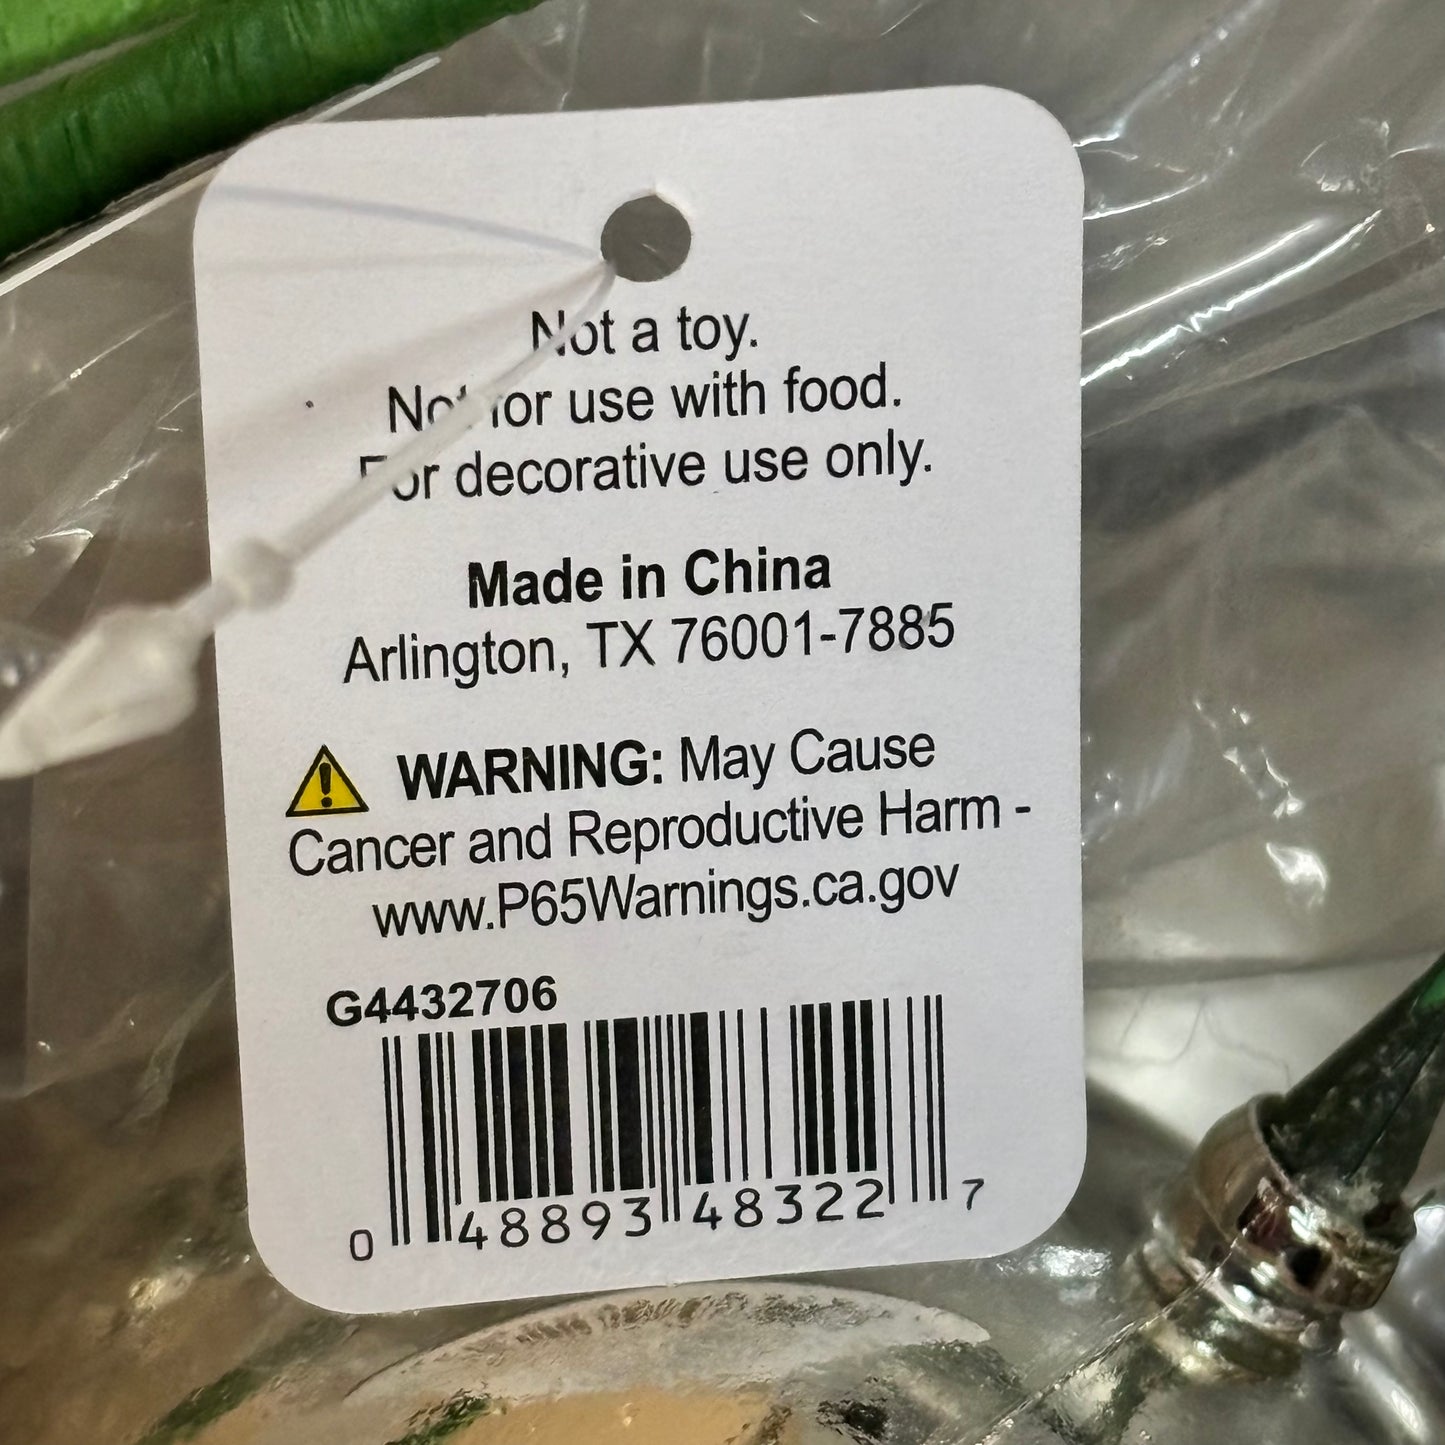 Not a toy.
Not for use with food.
For decorative use only.
Made in China
Arlington, TX 76001-7885
WARNING: May Cause
Cancer and Reproductive Harm -
www.P65Warnings.ca.gov
G4432706
0 48893 48322 7